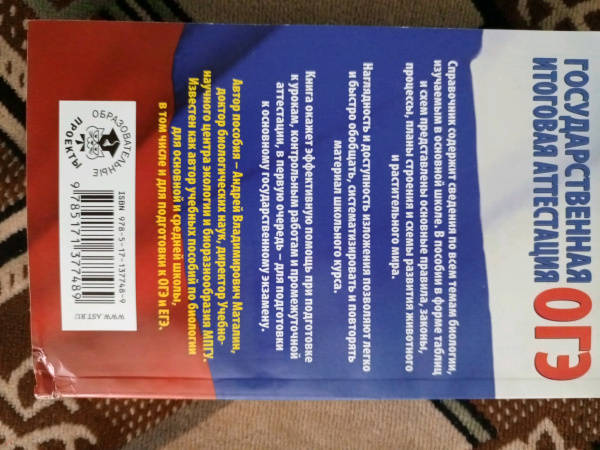 ГОСУДАРСТВЕННАЯ
ИТОГОВАЯ АТТЕСТАЦИЯ
ОГЭ
Справочник содержит сведения по всем темам биологии,
изучаемым в основной школе. В пособии в форме таблиц
и схем представлены основные правила, законы,
процессы, планы строения и схемы развития животного
и растительного мира.
Наглядность и доступность изложения позволяют легко
и быстро обобщать, систематизировать и повторять
материал школьного курса.
Книга окажет эффективную помощь при подготовке
к урокам, контрольным работам и промежуточной
аттестации, в первую очередь – для подготовки
к основному государственному экзамену.
Автор пособия – Андрей Владимирович Маталин,
доктор биологических наук, директор учебно-
научного центра экологии и биоразнообразия МПГУ.
Известен как автор учебных пособий по биологии
для основной и средней школы,
в том числе и для подготовки к ОГЭ и ЕГЭ.
ОБРАЗОВАТЕЛЬНЫЕ
ПРОЕКТЫ
ISBN 978-5-17-137748-9
9 785171 377489
WWW.AST.RU